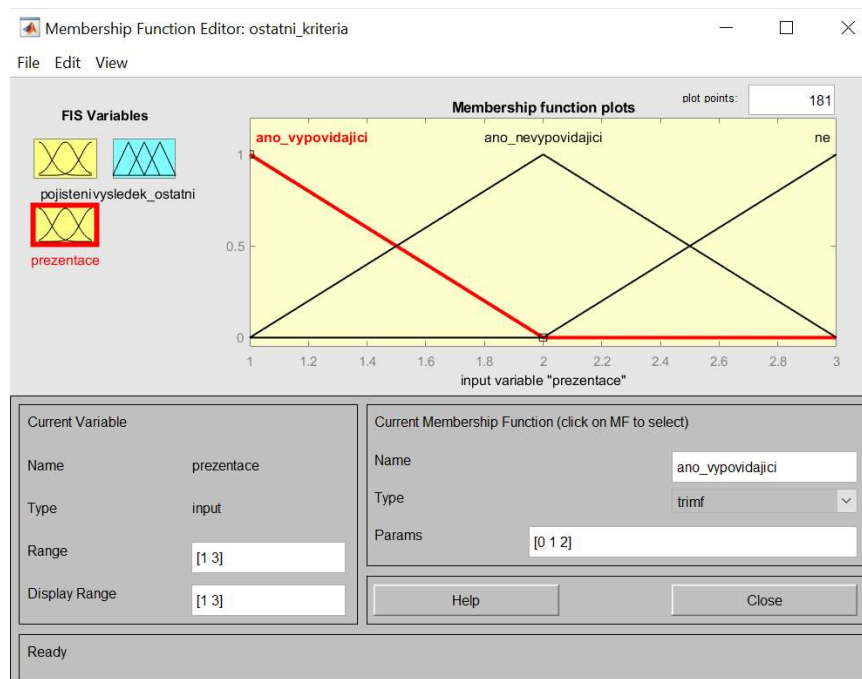 Membership Function Editor: ostatni_kriteria
File Edit View
FIS Variables
pojisteni vysledek_ostatni
prezentace
Membership function plots
plot points: 181
ano_vypovidajici ano_nevypovidajici ne
1
0.5
0
1 1.2 1.4 1.6 1.8 2 2.2 2.4 2.6 2.8 3
input variable "prezentace"
Current Variable
Name prezentace
Type input
Range [1 3]
Display Range [1 3]
Current Membership Function (click on MF to select)
Name ano_vypovidajici
Type trimf
Params [0 1 2]
Help Close
Ready